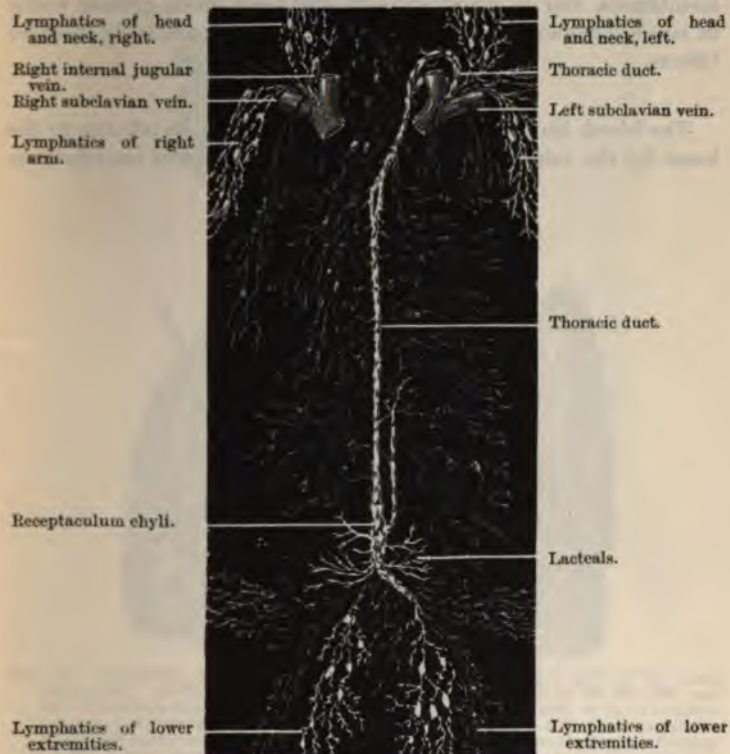 Lymphatics of head
and neck, right.
Right internal jugular
vein.
Right subclavian vein.
Lymphatics of right
arm.
Receptaculum chyli.
Lymphatics of lower
extremities.
Lymphatics of head
and neck, left.
Thoracic duct.
Left subclavian vein.
Thoracic duct.
Lacteals.
Lymphatics of lower
extremities.